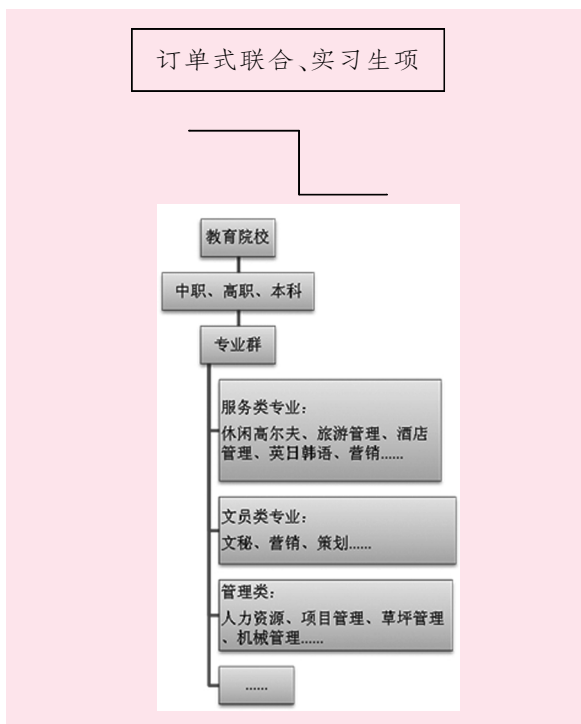 订单式联合、实习生项
教育院校
中职、高职、本科
专业群
服务类专业：
休闲高尔夫、旅游管理、酒店
管理、英日韩语、营销......
文员类专业：
文秘、营销、策划......
管理类：
人力资源、项目管理、草坪管理
、机械管理......
......